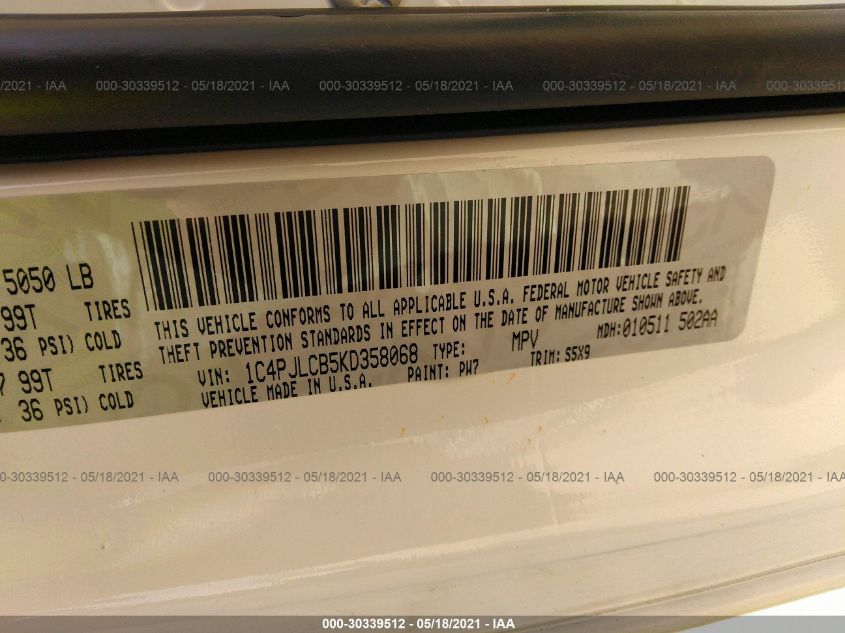 /2021 - IAA 000-30339512 - 05/18/2021 - IAA 000-30339512 - 05/18/2021 - IAA 000-30339512 - 05/18/2021 - IAA 000-30339512
5050 LB
99T TIRES
36 PSI) COLD
99T TIRES
36 PSI) COLD
THIS VEHICLE CONFORMS TO ALL APPLICABLE U.S.A. FEDERAL MOTOR VEHICLE SAFETY AND
THEFT PREVENTION STANDARDS IN EFFECT ON THE DATE OF MANUFACTURE SHOWN ABOVE.
VIN: 1C4PJLCB5KD358068 TYPE: MPV MDH:010511 502AA
VEHICLE MADE IN U.S.A. PAINT: PW7 TRIM: S5X9
000-30339512 - 05/18/2021 - IAA 000-30339512 - 05/18/2021 - IAA 000-30339512 - 05/18/2021 - IAA 000-30339512 - 05/18/2021
000-30339512 - 05/18/2021 - IAA